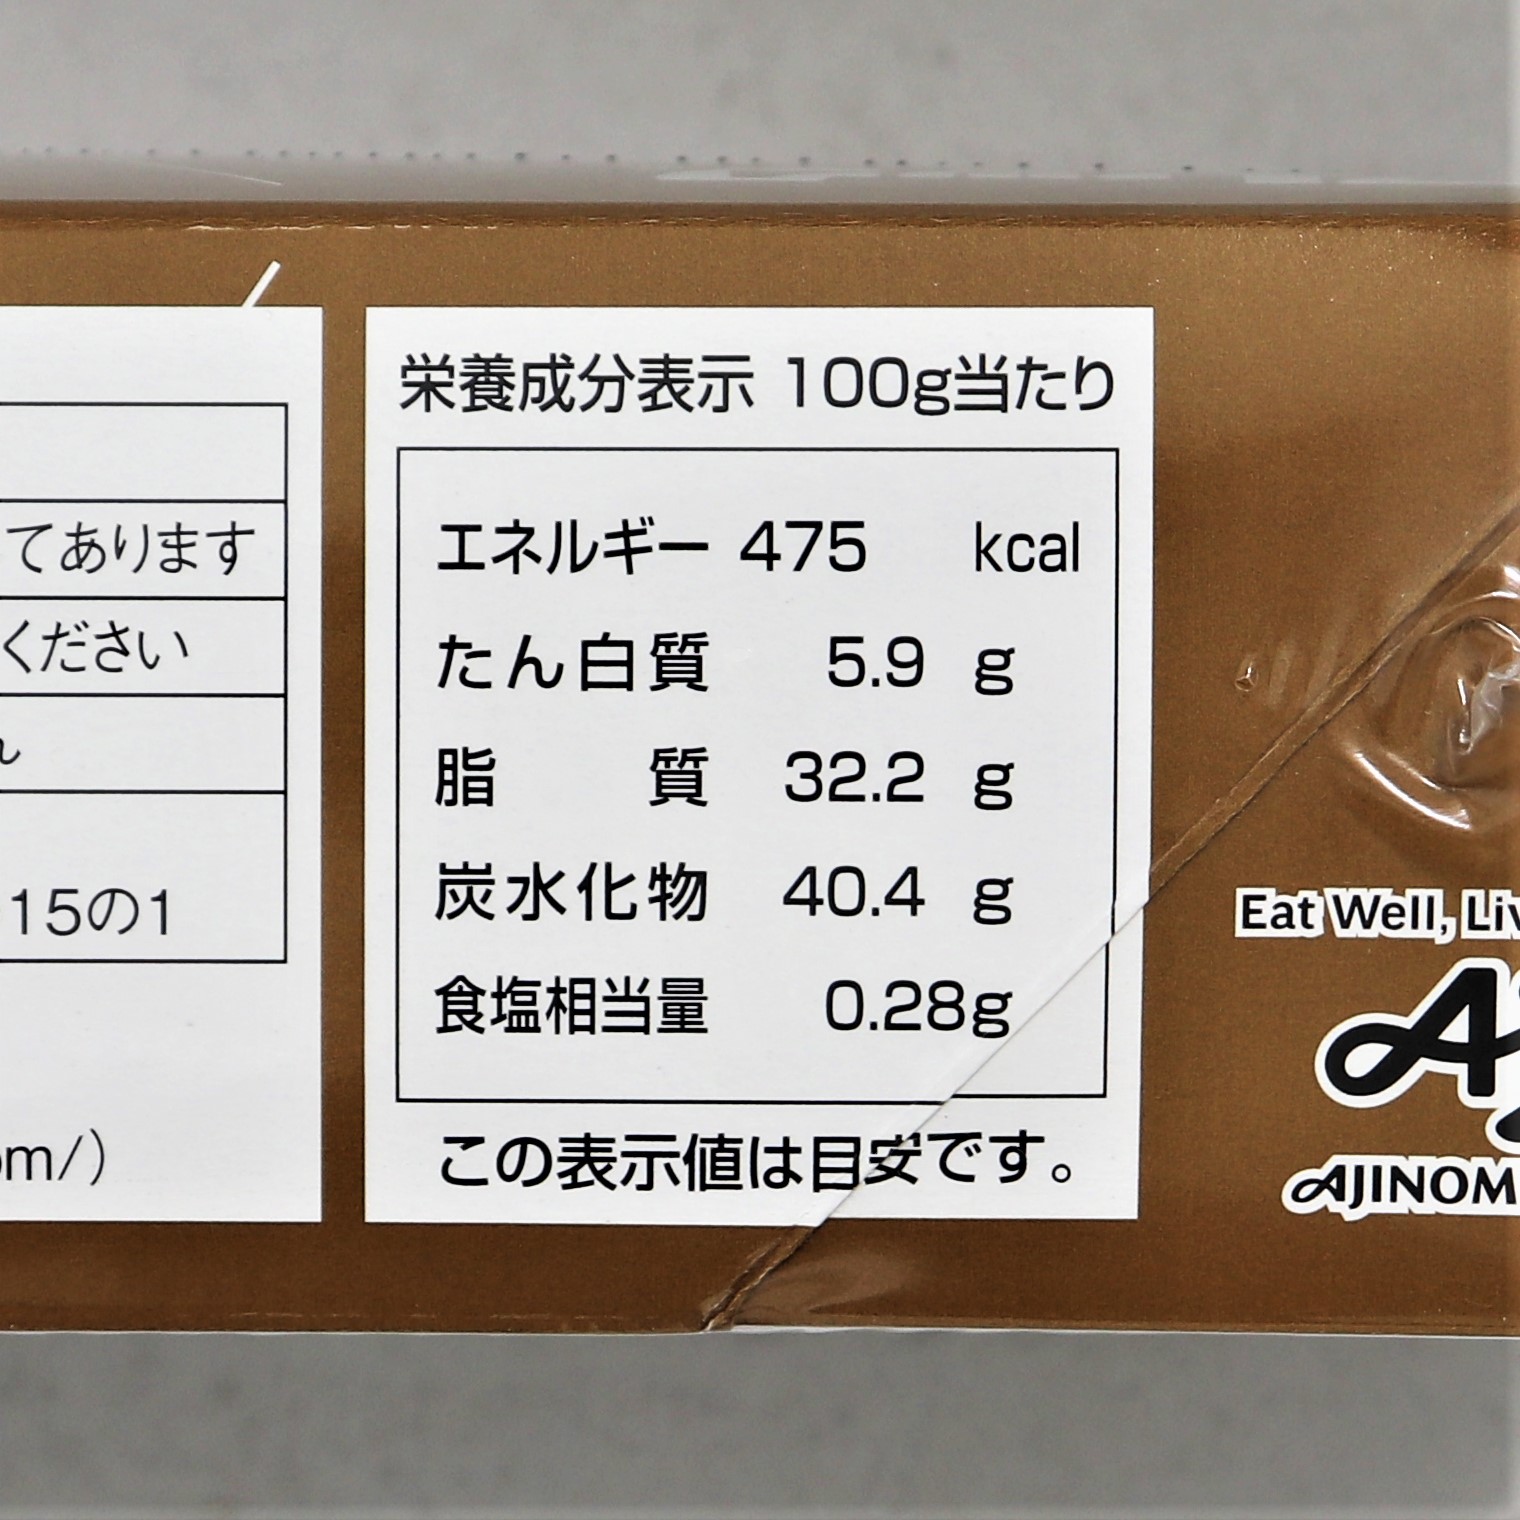 てあります
ください
ん
15の1
om/)
栄養成分表示 100g当たり
エネルギー 475 kcal
たん白質 5.9 g
脂質 32.2 g
炭水化物 40.4 g
食塩相当量 0.28g
この表示値は目安です。
Eat Well, Liv
AJINOM